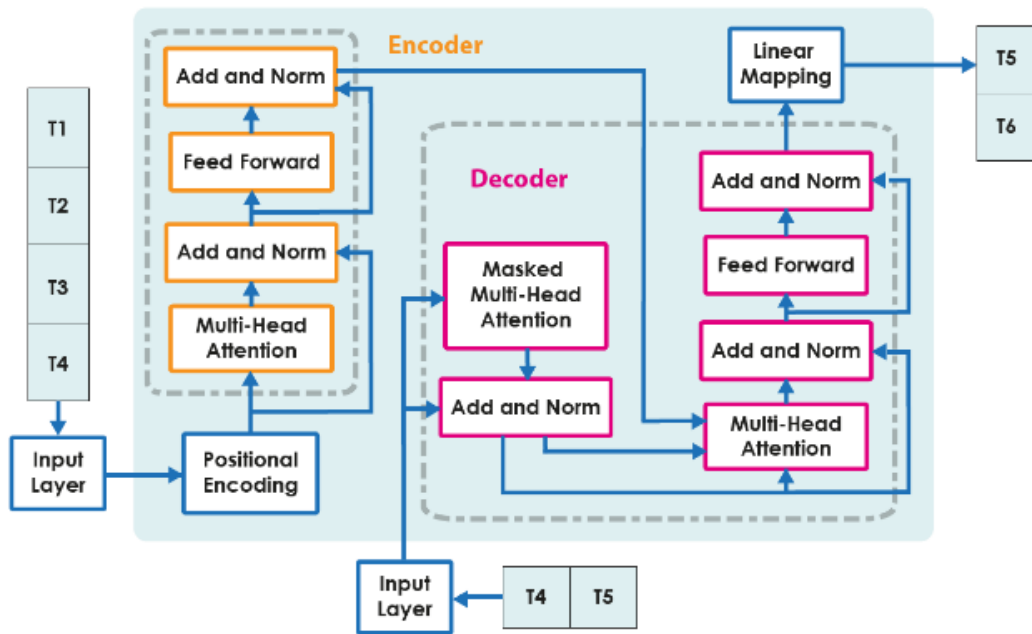 Encoder
Add and Norm
Feed Forward
Add and Norm
Multi-Head
Attention
T1
T2
T3
T4
Input
Layer
Positional
Encoding
Decoder
Masked
Multi-Head
Attention
Add and Norm
Input
Layer
T4
T5
Linear
Mapping
Add and Norm
Feed Forward
Add and Norm
Multi-Head
Attention
T5
T6